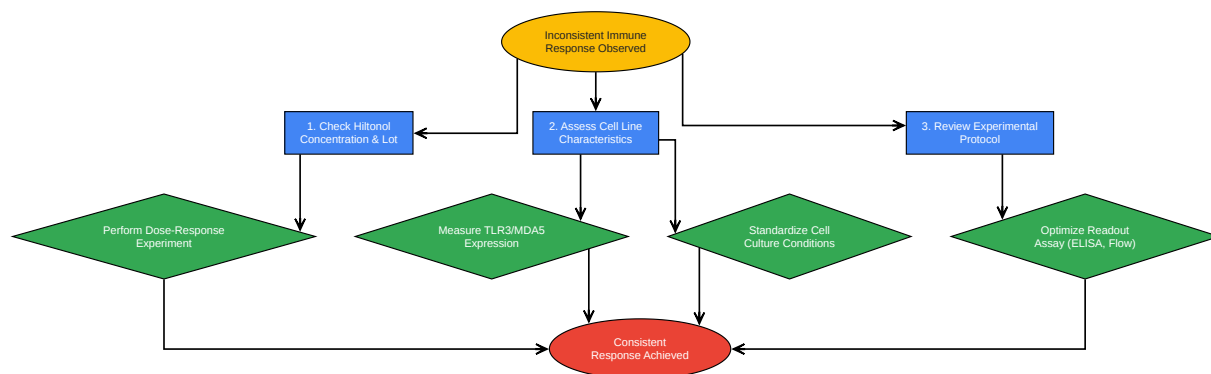 Inconsistent Immune
Response Observed
1. Check Hiltonol
Concentration & Lot
2. Assess Cell Line
Characteristics
3. Review Experimental
Protocol
Perform Dose-Response
Experiment
Measure TLR3/MDA5
Expression
Standardize Cell
Culture Conditions
Optimize Readout
Assay (ELISA, Flow)
Consistent
Response Achieved